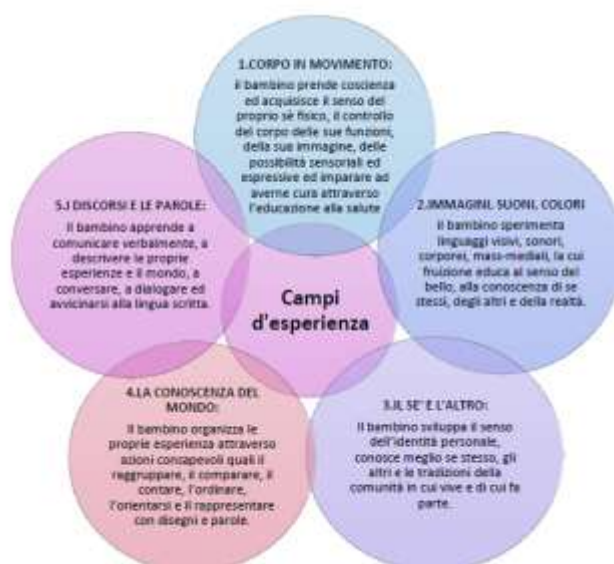 1.CORPO IN MOVIMENTO:
il bambino prende coscienza
ed acquisisce il senso del
proprio sè fisico, il controllo
del corpo delle sue funzioni,
della sua immagine, delle
possibilità sensoriali ed
espressive ed imparare ad
averne cura attraverso
l'educazione alla salute
2.IMMAGINI, SUONI, COLORI
Il bambino sperimenta
linguaggi visivi, sonori,
corporei, mass-mediali, la cui
fruizione educa al senso del
bello, alla conoscenza di se
stessi, degli altri e della realtà.
3.IL SE' E L'ALTRO:
Il bambino sviluppa il senso
dell'identità personale,
conosce meglio se stesso, gli
altri e le tradizioni della
comunità in cui vive e di cui fa
parte.
4.LA CONOSCENZA DEL
MONDO:
Il bambino organizza le
proprie esperienza attraverso
azioni consapevoli quali il
raggruppare, il comparare, il
contare, l'ordinare,
l'orientarsi e il rappresentare
con disegni e parole.
5.I DISCORSI E LE PAROLE:
Il bambino apprende a
comunicare verbalmente, a
descrivere le proprie
esperienze e il mondo, a
conversare, a dialogare ed
avvicinarsi alla lingua scritta.
Campi
d'esperienza